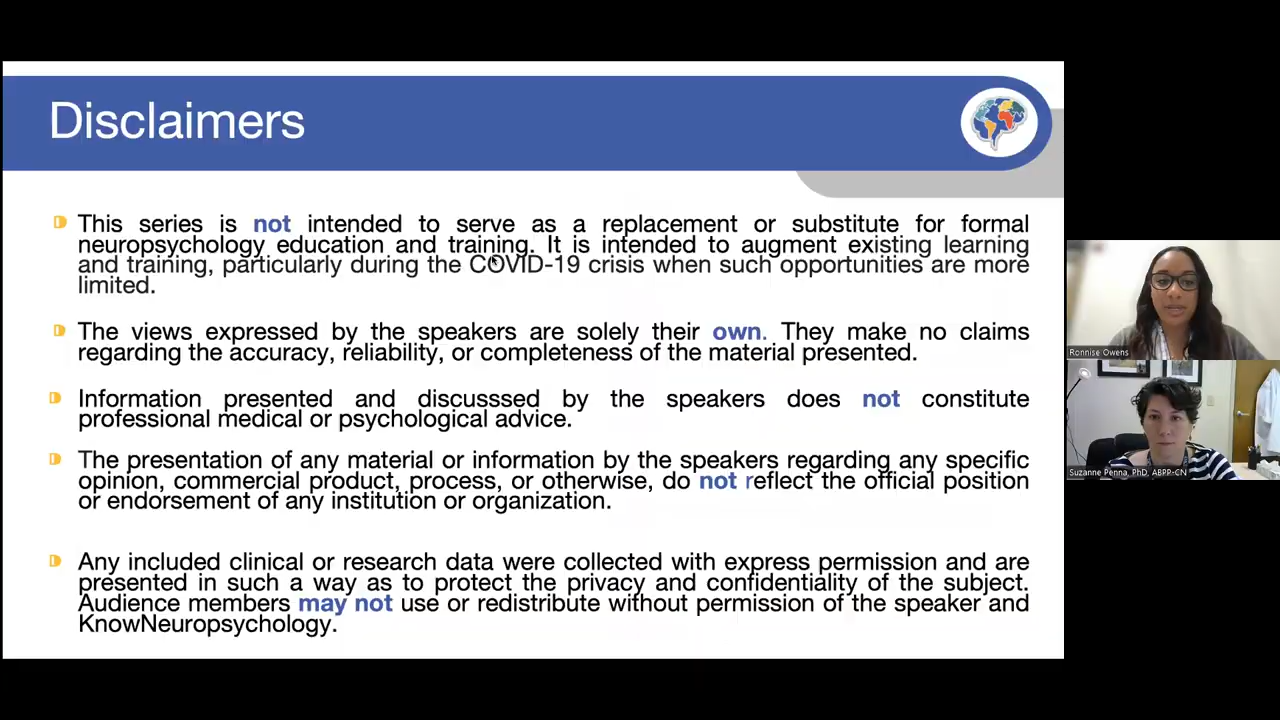 Disclaimers
This series is not intended to serve as a replacement or substitute for formal
neuropsychology education and training. It is intended to augment existing learning
and training, particularly during the COVID-19 crisis when such opportunities are more
limited.
The views expressed by the speakers are solely their own. They make no claims
regarding the accuracy, reliability, or completeness of the material presented.
Information presented and discusssed by the speakers does not constitute
professional medical or psychological advice.
The presentation of any material or information by the speakers regarding any specific
opinion, commercial product, process, or otherwise, do not reflect the official position
or endorsement of any institution or organization.
Any included clinical or research data were collected with express permission and are
presented in such a way as to protect the privacy and confidentiality of the subject.
Audience members may not use or redistribute without permission of the speaker and
KnowNeuropsychology.
Ronnise Owens
Suzanne Penna, PhD, ABPP-CN